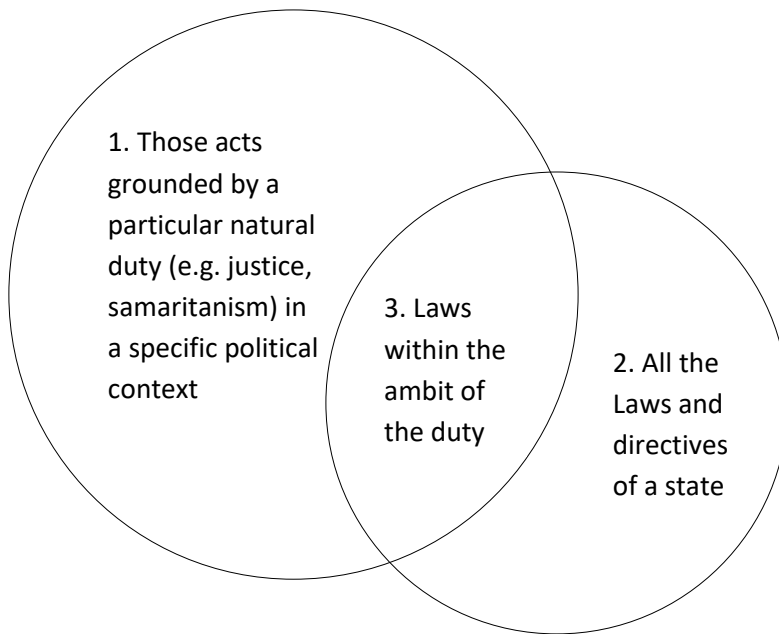 1. Those acts
grounded by a
particular natural
duty (e.g. justice,
samaritanism) in
a specific political
context
3. Laws
within the
ambit of
the duty
2. All the
Laws and
directives
of a state